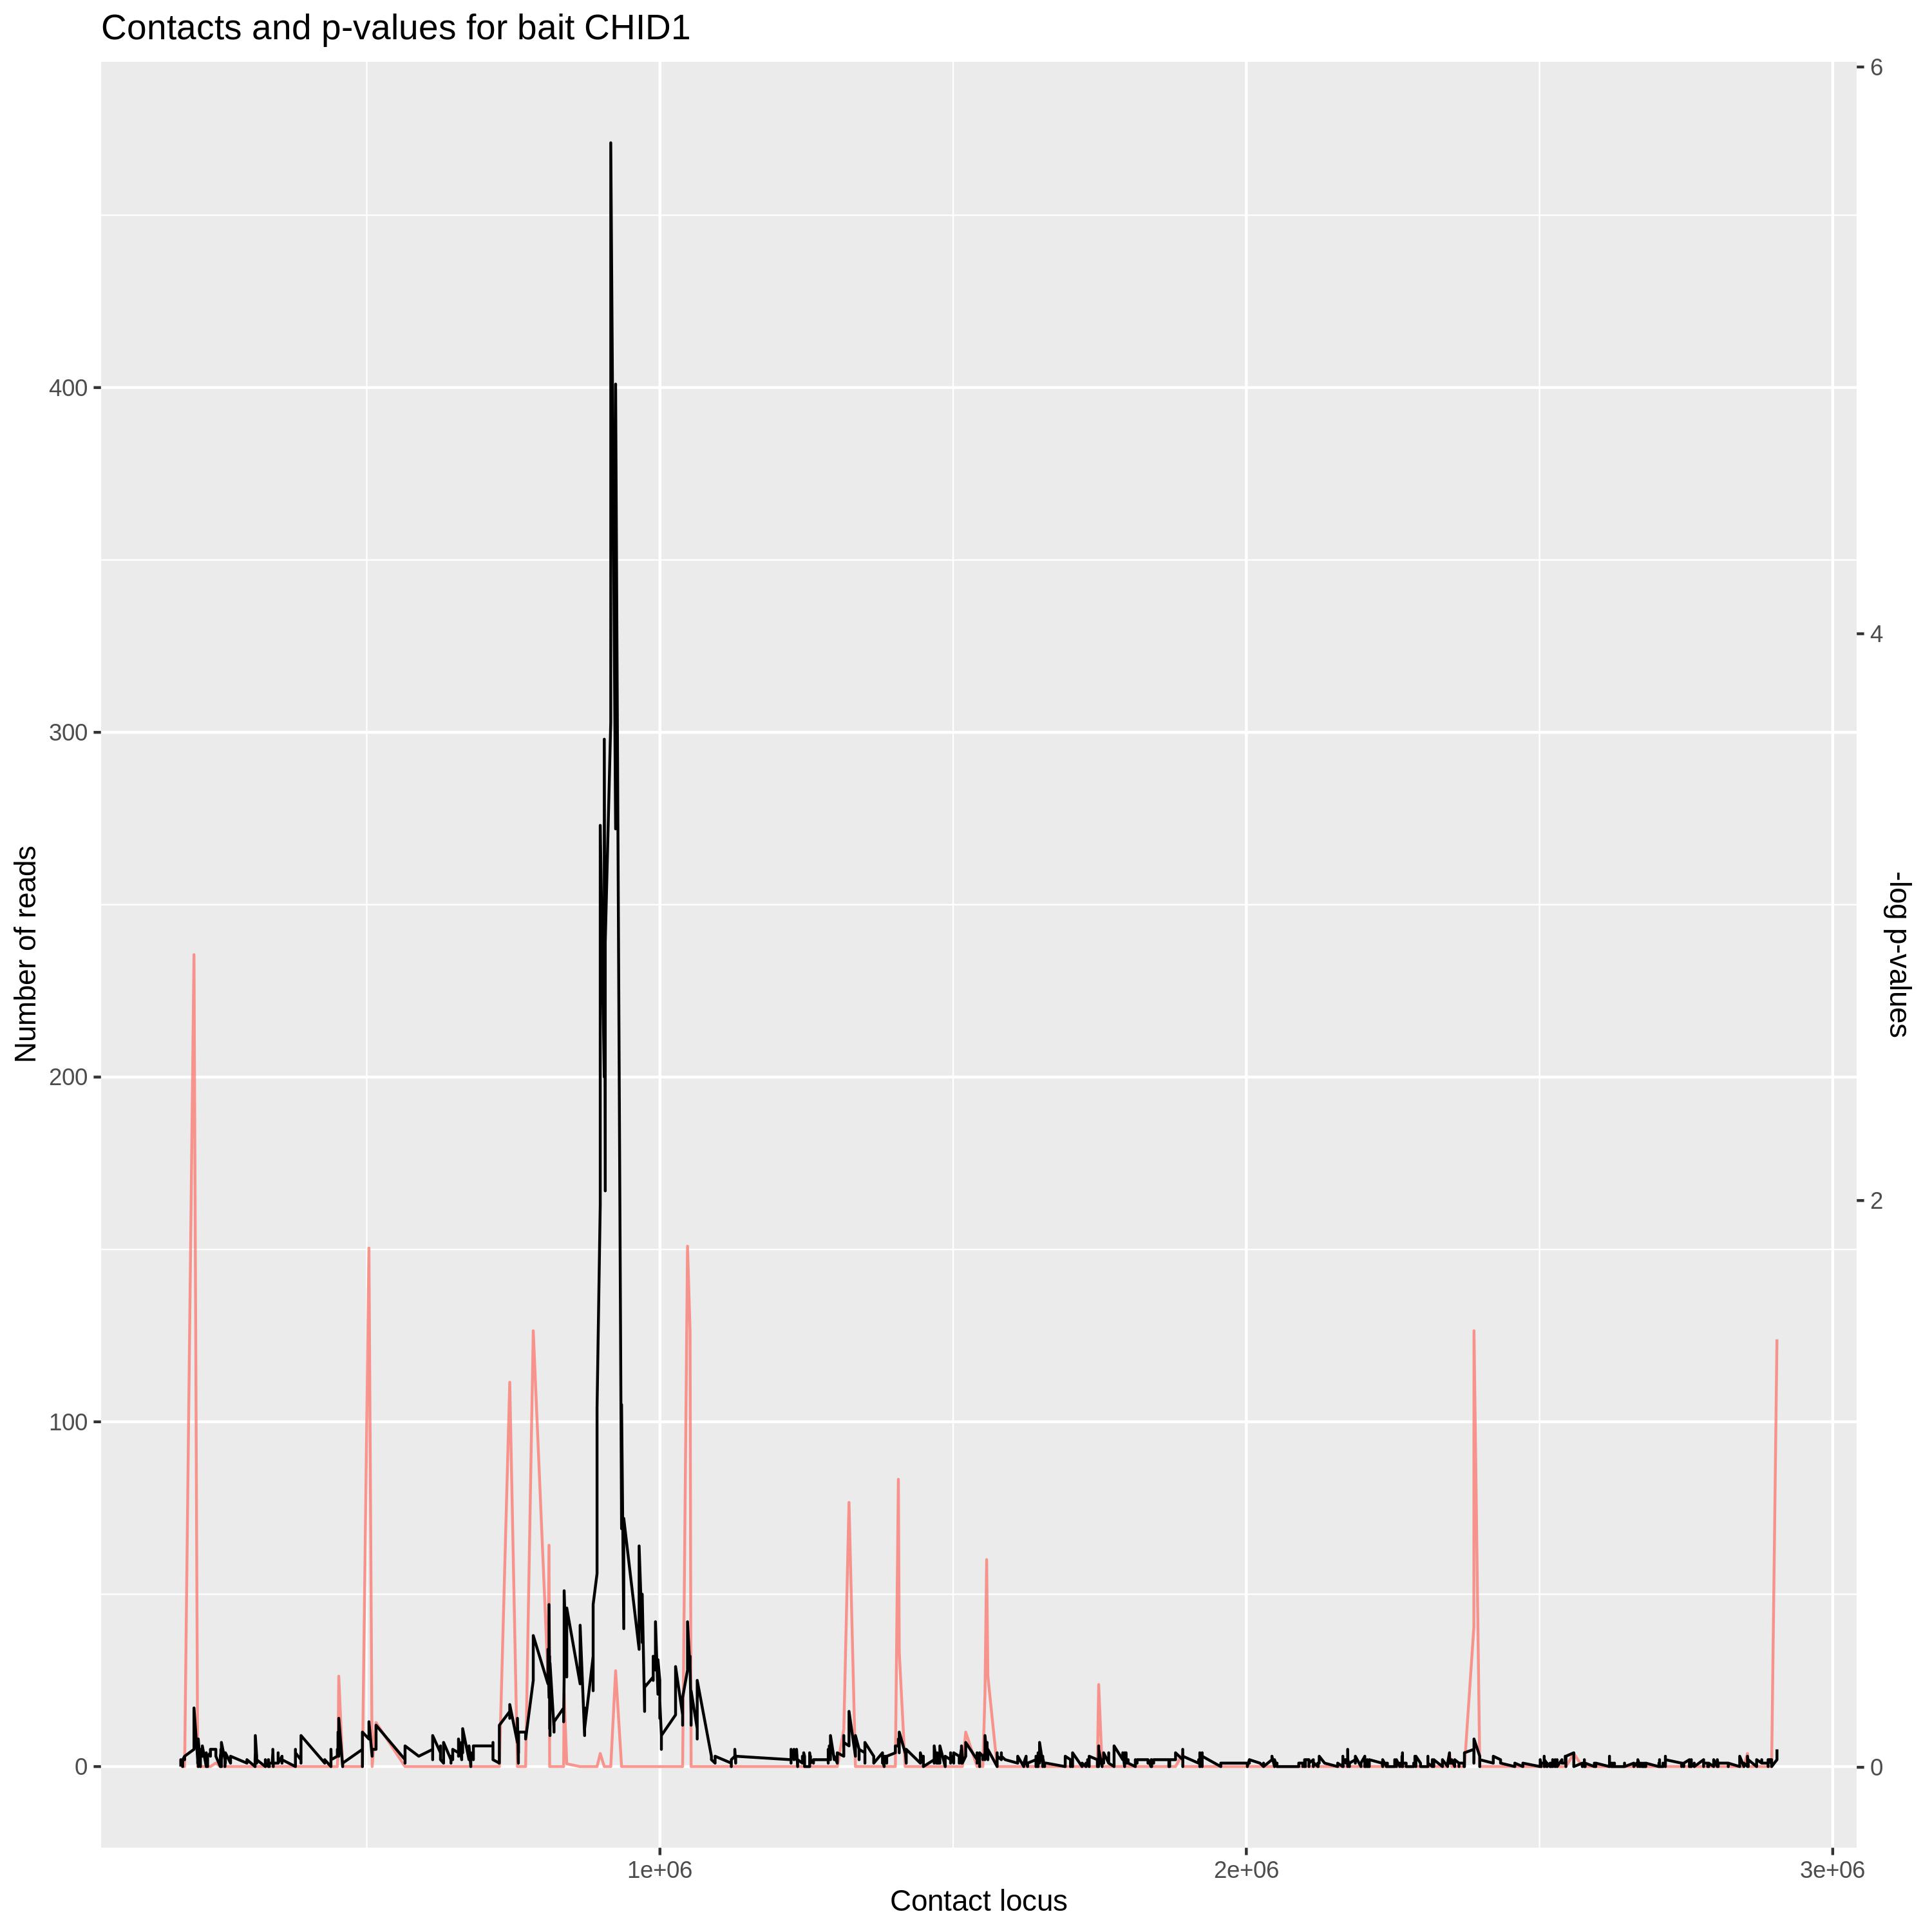 Contacts and p-values for bait CHID1
Number of reads
400
300
200
100
0
6
4
2
0
-log p-values
1e+06
2e+06
3e+06
Contact locus